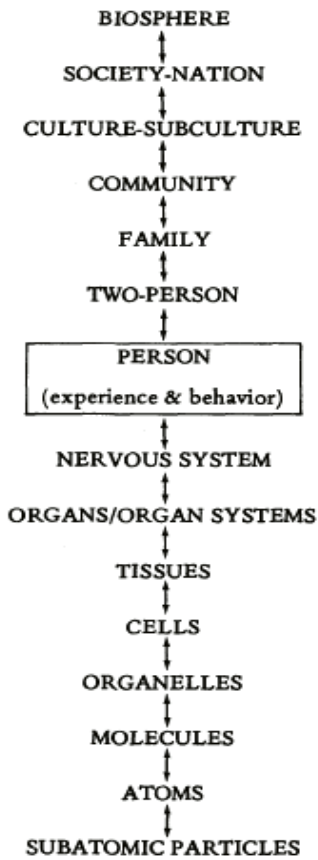 BIOSPHERE
SOCIETY-NATION
CULTURE-SUBCULTURE
COMMUNITY
FAMILY
TWO-PERSON
PERSON
(experience & behavior)
NERVOUS SYSTEM
ORGANS/ORGAN SYSTEMS
TISSUES
CELLS
ORGANELLES
MOLECULES
ATOMS
SUBATOMIC PARTICLES